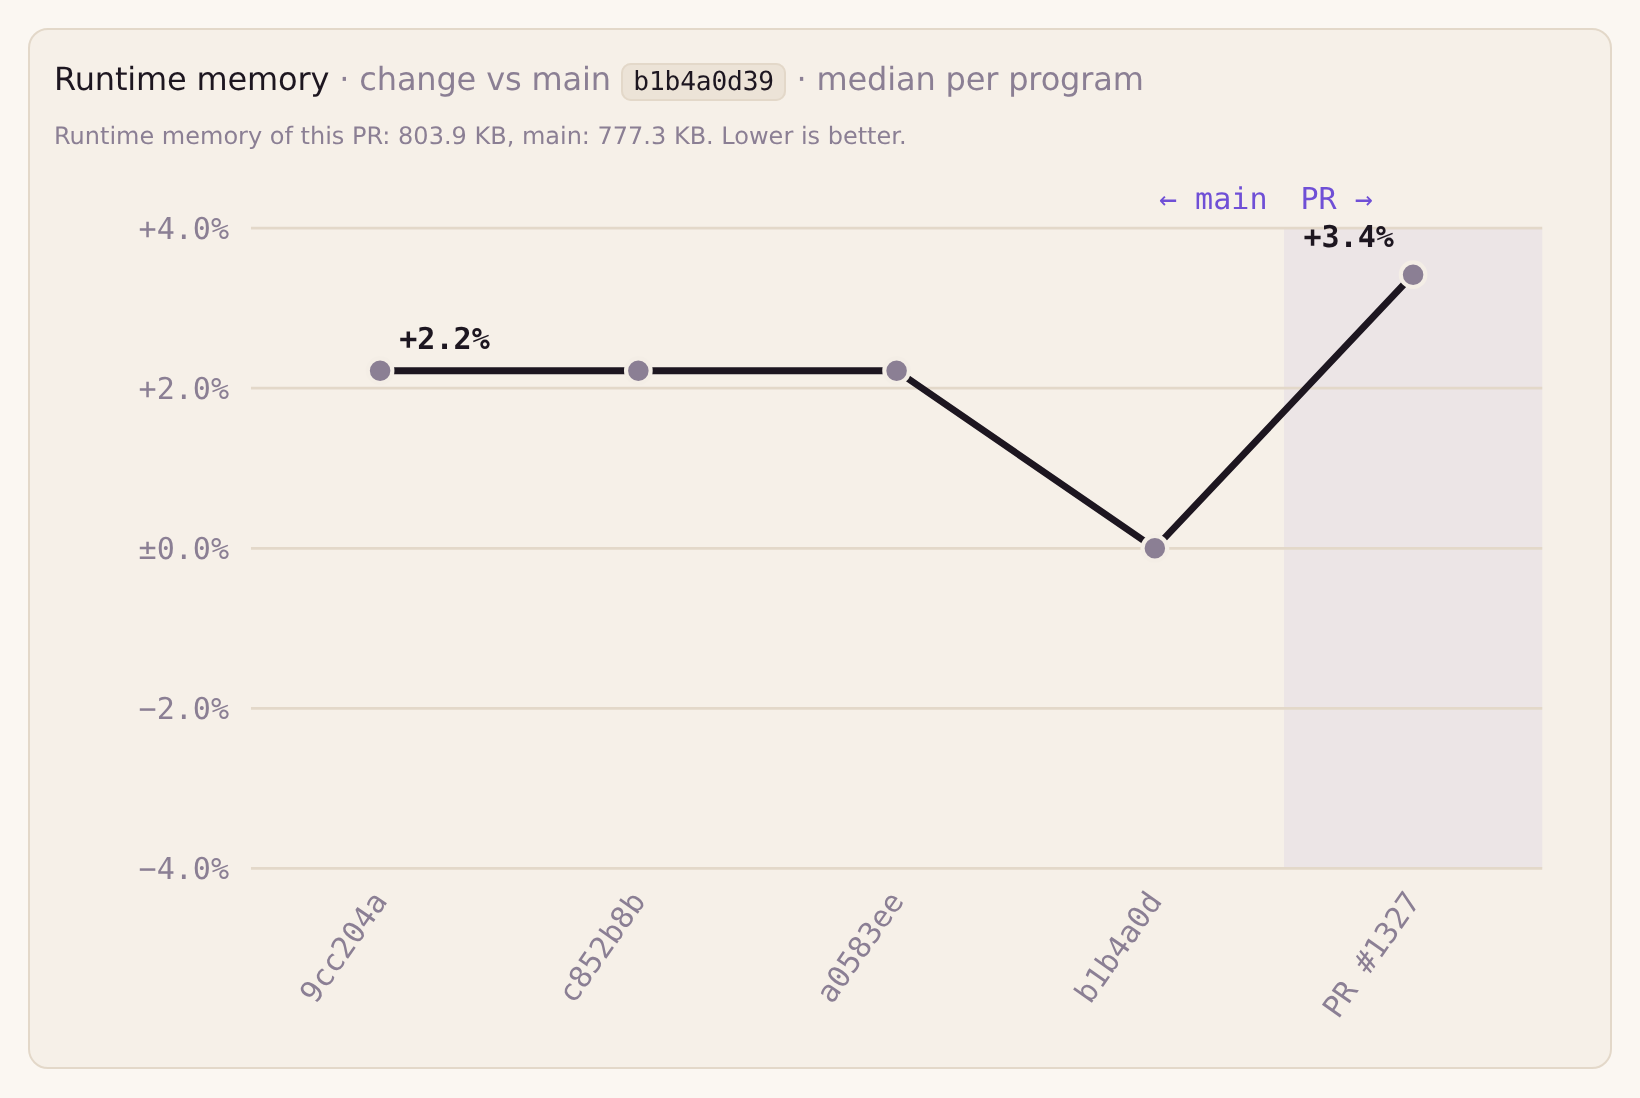 Runtime memory · change vs main b1b4a0d39 · median per program
Runtime memory of this PR: 803.9 KB, main: 777.3 KB. Lower is better.
← main PR →
+4.0%
+3.4%
+2.2%
+2.0%
±0.0%
−2.0%
−4.0%
9cc204a
c852b8b
a0583ee
b1b4a0d
PR #1327